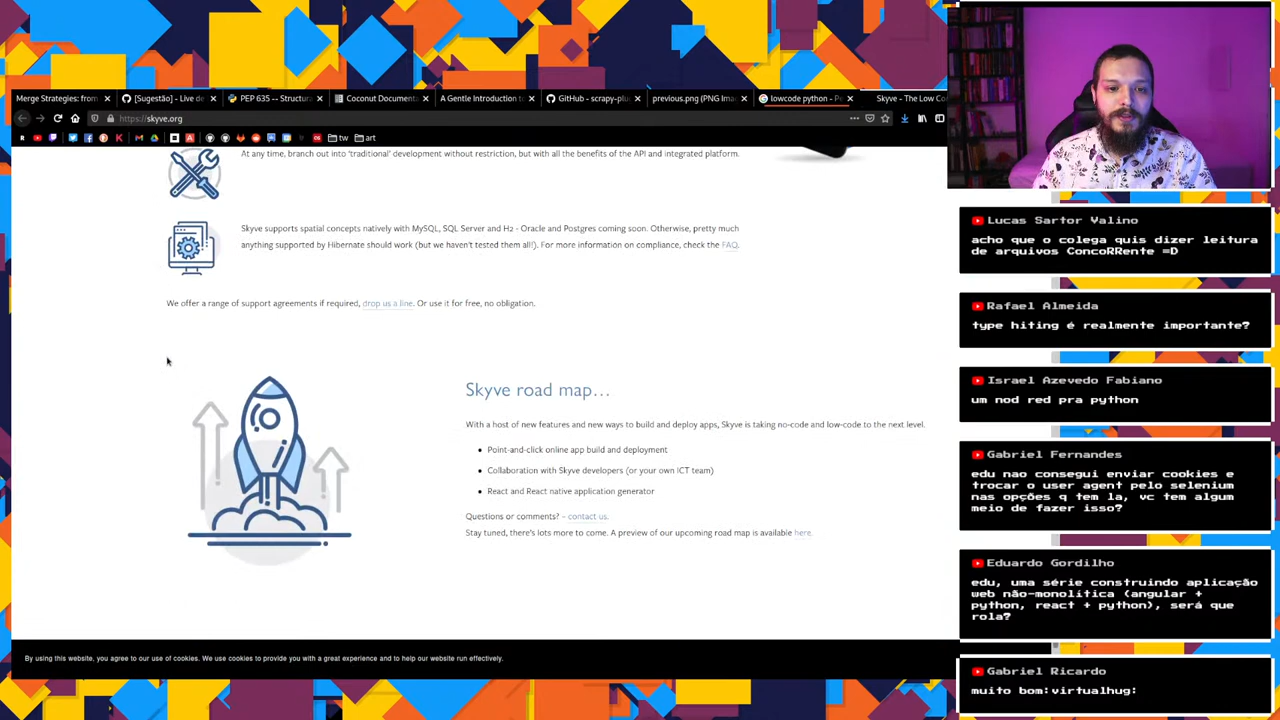 Merge Strategies: from
[Sugestão] - Live de
PEP 635 -- Structura
Coconut Documenta
A Gentle Introduction to
GitHub - scrapy-plu
previous.png (PNG Ima
lowcode python - Pe
Skyve - The Low Co
https://skyve.org
tw
art
At any time, branch out into 'traditional' development without restriction, but with all the benefits of the API and integrated platform.
Skyve supports spatial concepts natively with MySQL, SQL Server and H2 - Oracle and Postgres coming soon. Otherwise, pretty much
anything supported by Hibernate should work (but we haven't tested them all!). For more information on compliance, check the FAQ.
We offer a range of support agreements if required, drop us a line. Or use it for free, no obligation.
Skyve road map...
With a host of new features and new ways to build and deploy apps, Skyve is taking no-code and low-code to the next level.
Point-and-click online app build and deployment
Collaboration with Skyve developers (or your own ICT team)
React and React native application generator
Questions or comments? – contact us.
Stay tuned, there's lots more to come. A preview of our upcoming road map is available here.
By using this website, you agree to our use of cookies. We use cookies to provide you with a great experience and to help our website run effectively.
Lucas Sartor Valino
acho que o colega quis dizer leitura
de arquivos ConcoRRente =D
Rafael Almeida
type hiting é realmente importante?
Israel Azevedo Fabiano
um nod red pra python
Gabriel Fernandes
edu nao consegui enviar cookies e
trocar o user agent pelo selenium
nas opções q tem la, vc tem algum
meio de fazer isso?
Eduardo Gordilho
edu, uma série construindo aplicação
web não-monolítica (angular +
python, react + python), será que
rola?
Gabriel Ricardo
muito bom:virtualhug: